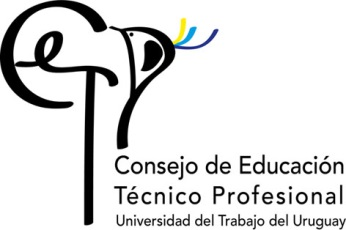 Consejo de Educación
Técnico Profesional
Universidad del Trabajo del Uruguay